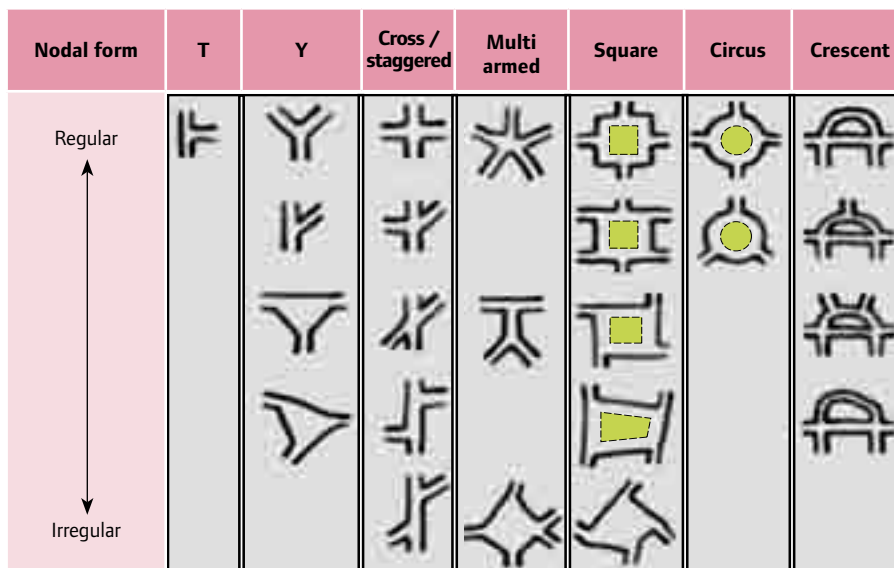 Nodal form
T
Y
Cross /
staggered
Multi
armed
Square
Circus
Crescent
Regular
Irregular